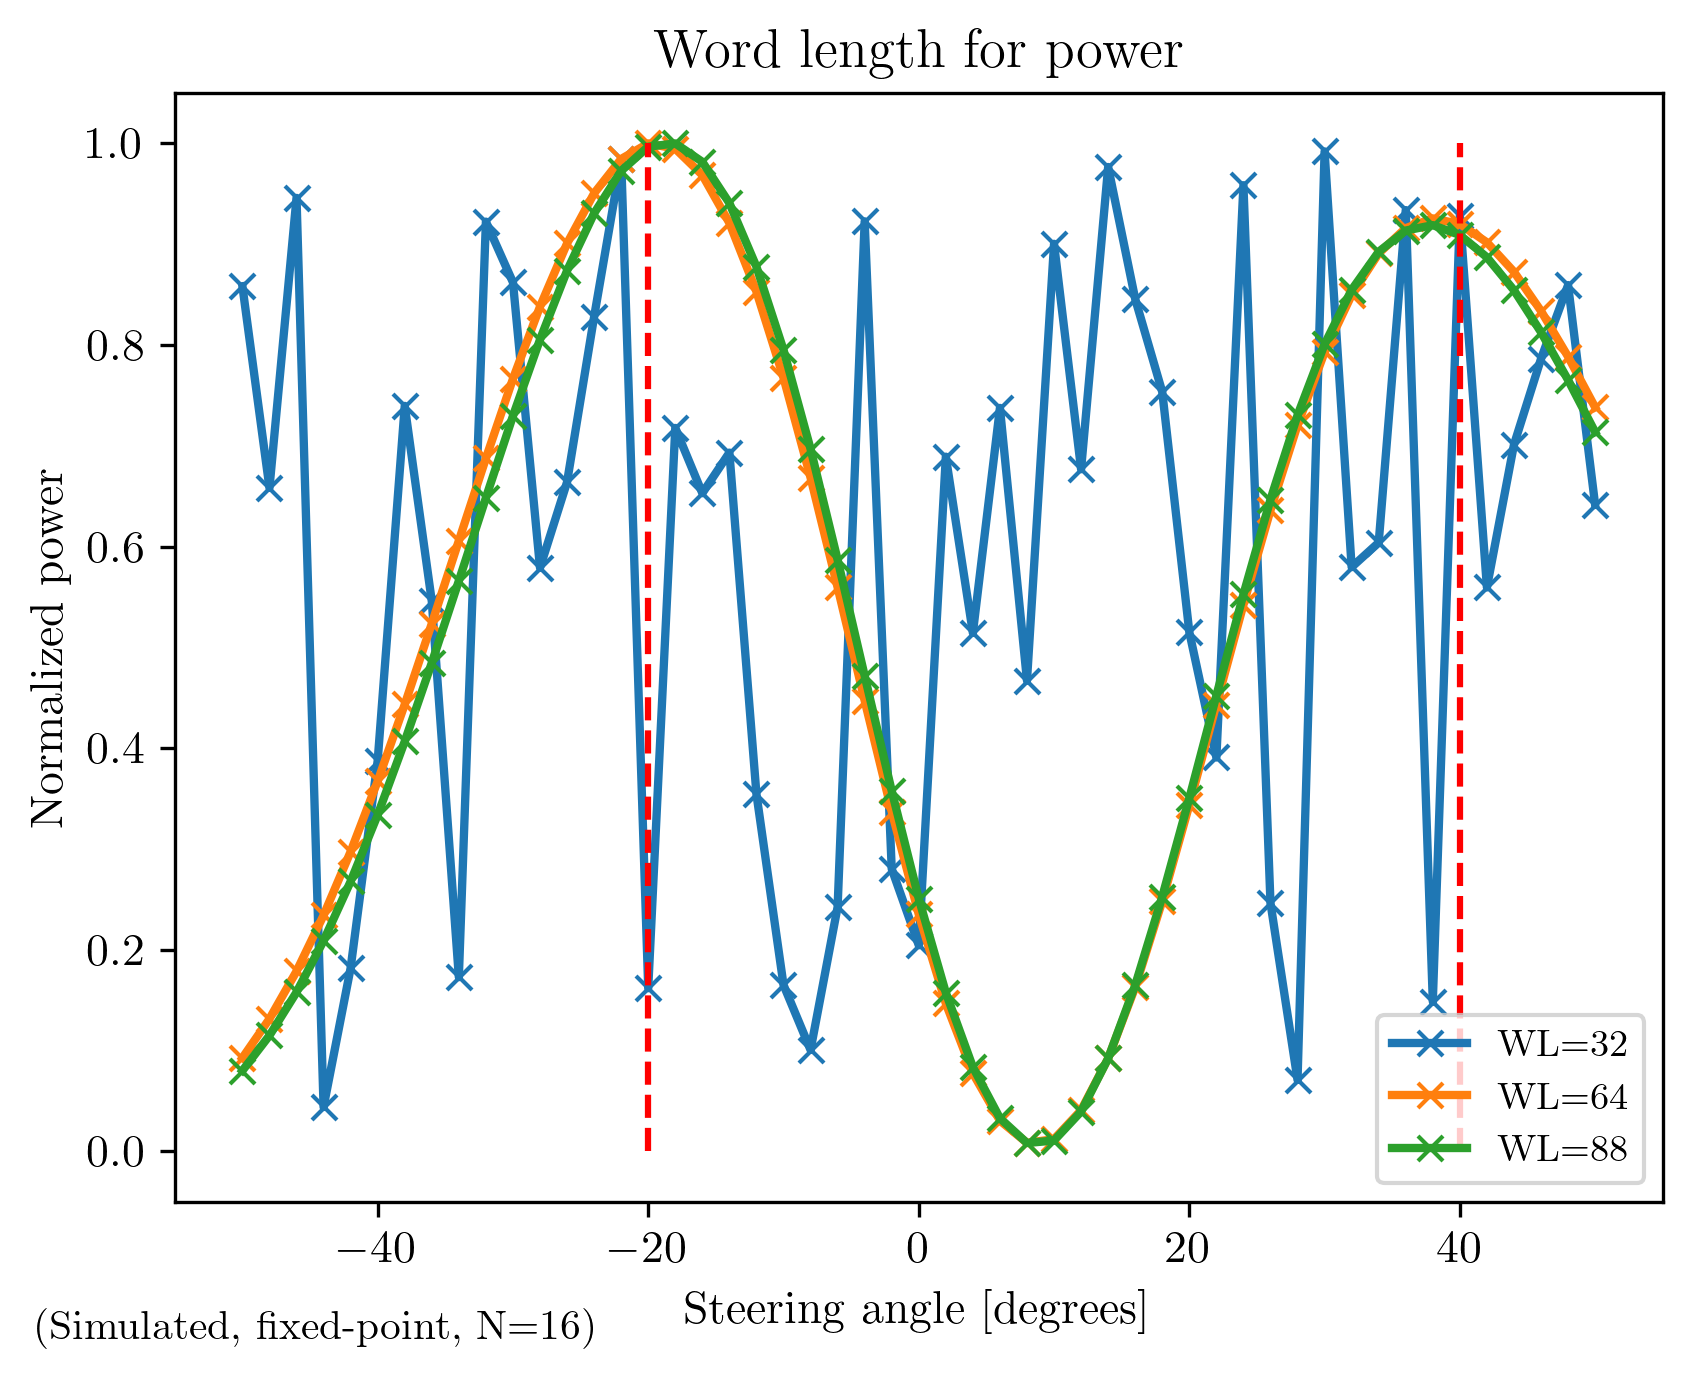 Word length for power
Normalized power
1.0
0.8
0.6
0.4
0.2
0.0
WL=32
WL=64
WL=88
−40
−20
0
20
40
Steering angle [degrees]
(Simulated, fixed-point, N=16)